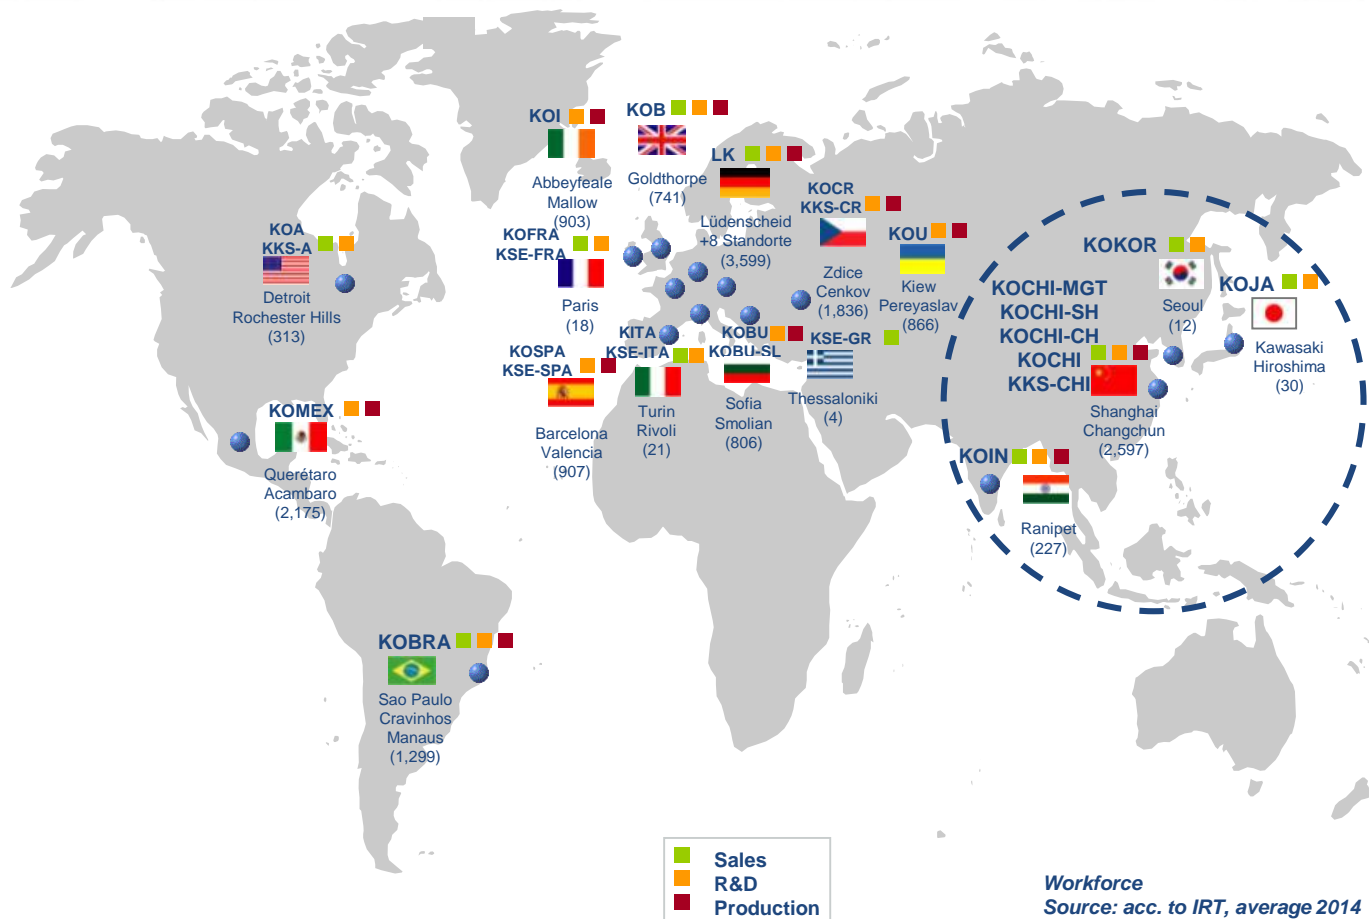 KOI
Abbeyfeale
Mallow
(903)
KOB
Goldthorpe
(741)
LK
Lüdenscheid
+8 Standorte
(3,599)
KOCR
KKS-CR
Zdice
Cenkov
(1,836)
KOU
Kiew
Pereyaslav
(866)
KOA
KKS-A
Detroit
Rochester Hills
(313)
KOFRA
KSE-FRA
Paris
(18)
KOSPA
KSE-SPA
Barcelona
Valencia
(907)
KITA
KSE-ITA
Turin
Rivoli
(21)
KOBU
KOBU-SL
Sofia
Smolian
(806)
KSE-GR
Thessaloniki
(4)
KOKOR
Seoul
(12)
KOJA
Kawasaki
Hiroshima
(30)
KOCHI-MGT
KOCHI-SH
KOCHI-CH
KOCHI
KKS-CHI
Shanghai
Changchun
(2,597)
KOIN
Ranipet
(227)
KOMEX
Querétaro
Acambaro
(2,175)
KOBRA
Sao Paulo
Cravinhos
Manaus
(1,299)
Sales
R&D
Production
Workforce
Source: acc. to IRT, average 2014